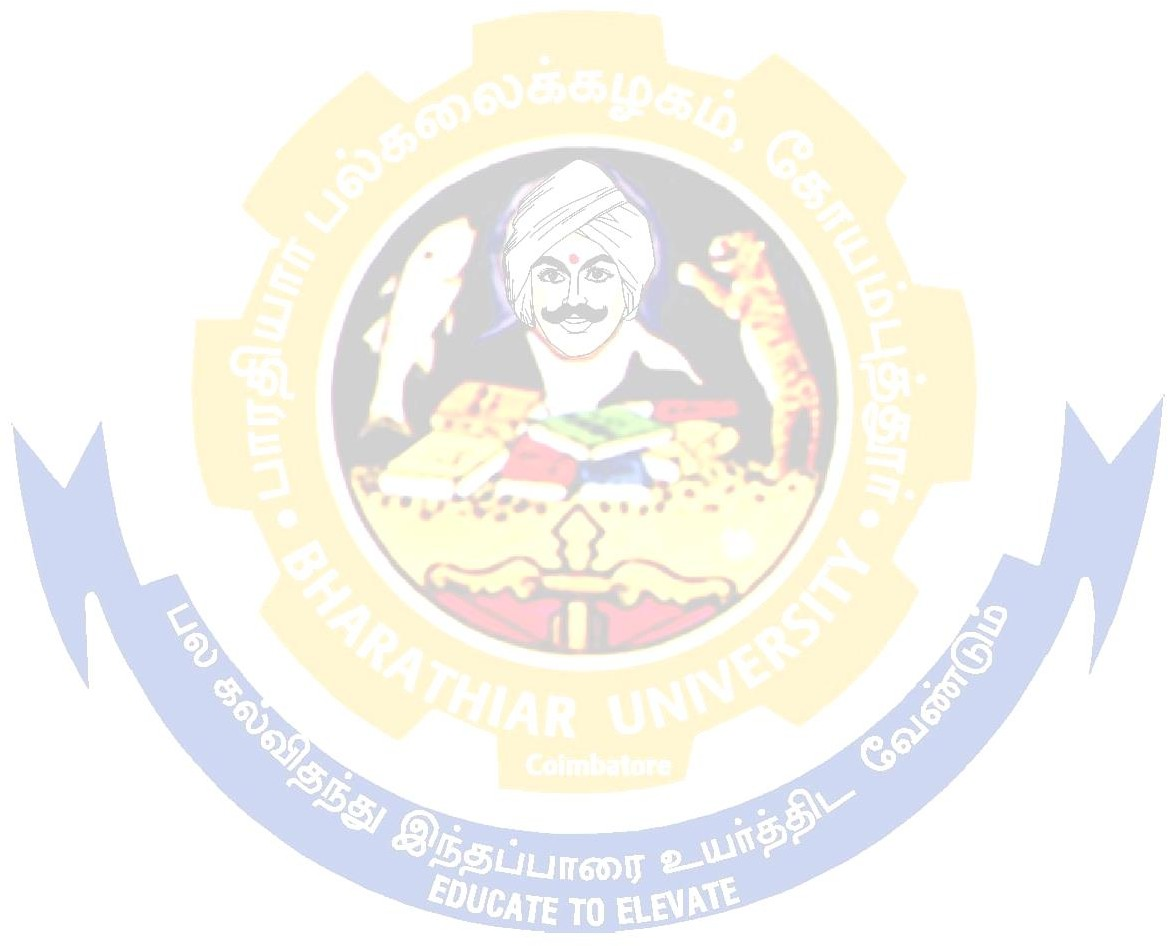 பாரதியார் பல்கலைக்கழகம், கோயம்புத்தூர்
BHARATHIAR UNIVERSITY
Coimbatore
பல கல்விதந்து இந்தப்பாரை உயர்த்திட வேண்டும்
EDUCATE TO ELEVATE